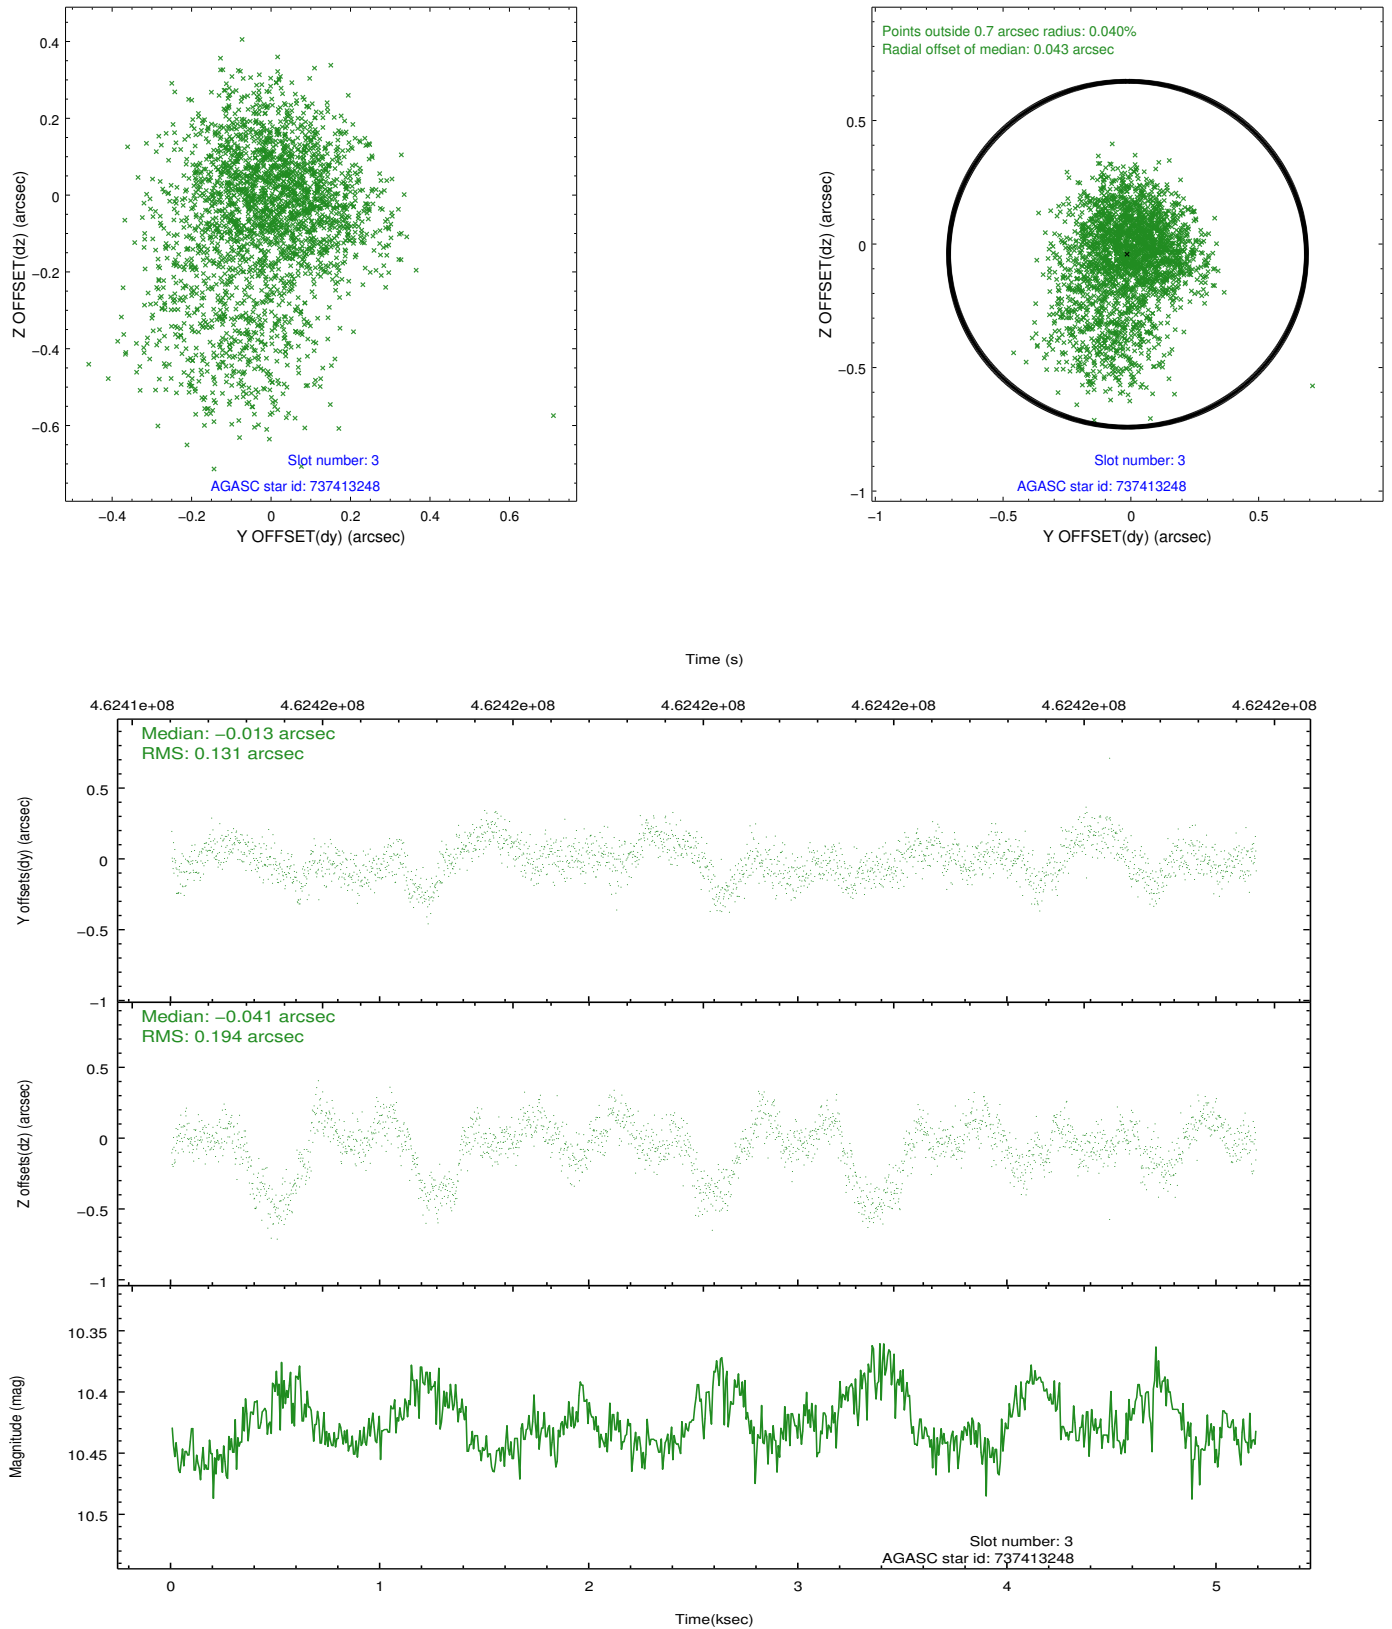 0.4
0.2
0
−0.2
−0.4
−0.6
Z OFFSET(dz) (arcsec)
Slot number: 3
AGASC star id: 737413248
−0.4 −0.2 0 0.2 0.4 0.6
Y OFFSET(dy) (arcsec)
Points outside 0.7 arcsec radius: 0.040%
Radial offset of median: 0.043 arcsec
0.5
0
−0.5
−1
Z OFFSET(dz) (arcsec)
Slot number: 3
AGASC star id: 737413248
−1 −0.5 0 0.5
Y OFFSET(dy) (arcsec)
Time (s)
4.6241e+08 4.6242e+08 4.6242e+08 4.6242e+08 4.6242e+08 4.6242e+08 4.6242e+08
Median: −0.013 arcsec
RMS: 0.131 arcsec
0.5
0
−0.5
−1
Y offsets(dy) (arcsec)
Median: −0.041 arcsec
RMS: 0.194 arcsec
0.5
0
−0.5
−1
Z offsets(dz) (arcsec)
10.35
10.4
10.45
10.5
Magnitude (mag)
Slot number: 3
AGASC star id: 737413248
0 1 2 3 4 5
Time(ksec)